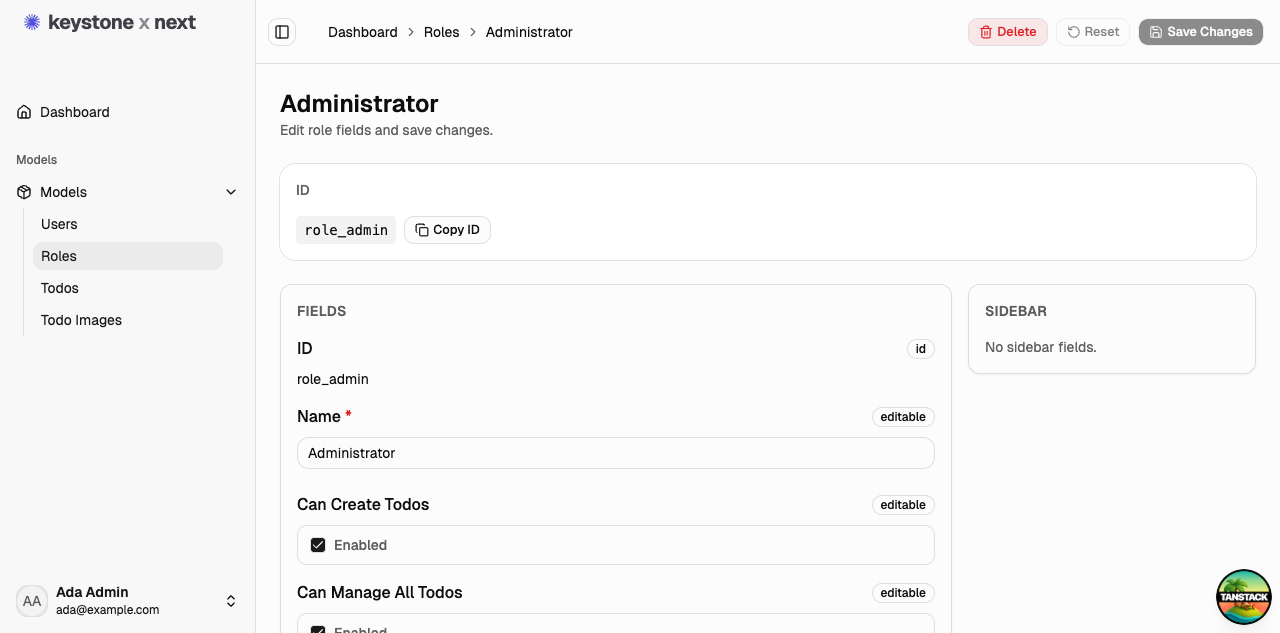 keystone x next
Dashboard
Models
Models
Users
Roles
Todos
Todo Images
AA
Ada Admin
ada@example.com
Dashboard > Roles > Administrator
Delete
Reset
Save Changes
Administrator
Edit role fields and save changes.
ID
role_admin
Copy ID
FIELDS
ID
id
role_admin
Name *
editable
Administrator
Can Create Todos
editable
Enabled
Can Manage All Todos
editable
Enabled
SIDEBAR
No sidebar fields.
TANSTACK